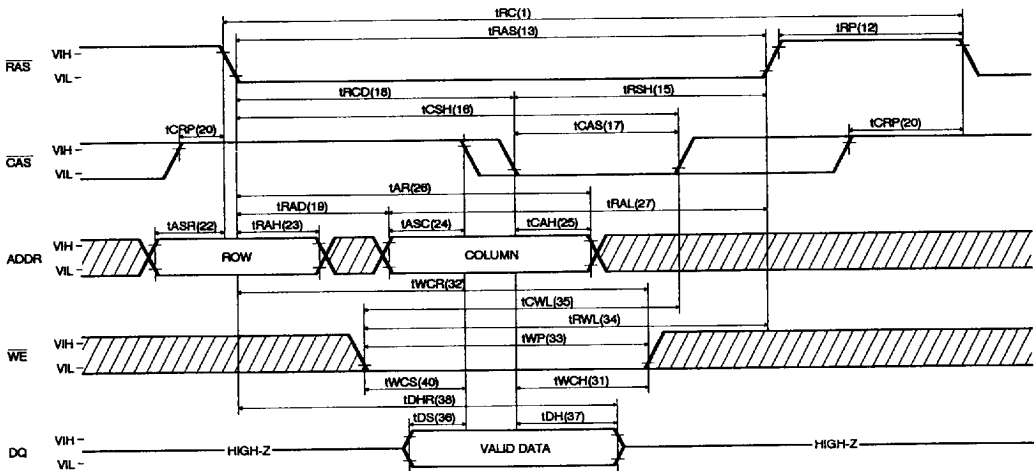 tRC(1)
tRAS(13)
tRP(12)
RAS
VIH
VIL
tRCD(18)
tRSH(15)
tCSH(16)
tCRP(20)
tCAS(17)
tCRP(20)
CAS
VIH
VIL
tAR(26)
tRAD(19)
tRAL(27)
tASR(22)
tRAH(23)
tASC(24)
tCAH(25)
ADDR
VIH
VIL
ROW
COLUMN
tWCR(32)
tCWL(35)
tRWL(34)
tWP(33)
WE
VIH
VIL
tWCS(40)
tWCH(31)
tDHR(38)
tDS(36)
tDH(37)
DQ
VIH
VIL
HIGH-Z
VALID DATA
HIGH-Z